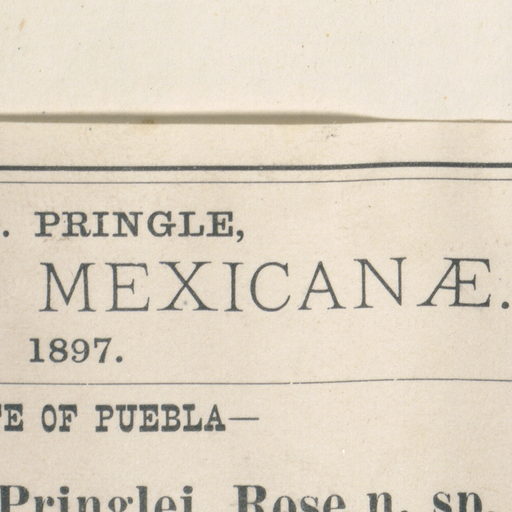 . PRINGLE,
MEXICANÆ.
1897.
E OF PUEBLA—
Pringlei, Rose n. sp.